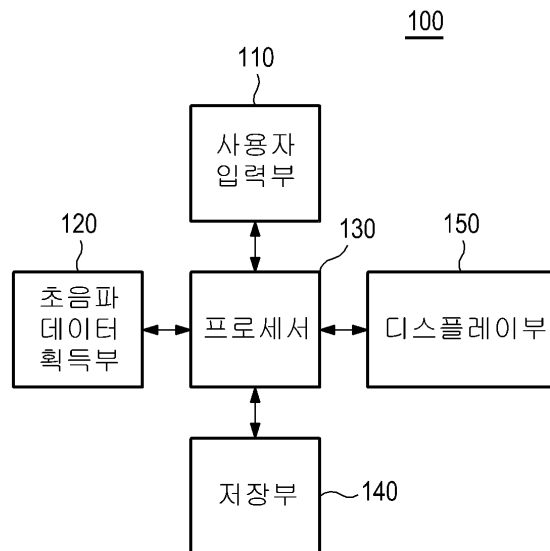 100
110
사용자
입력부
120
130
150
초음파
데이터
획득부
프로세서
디스플레이부
저장부
140